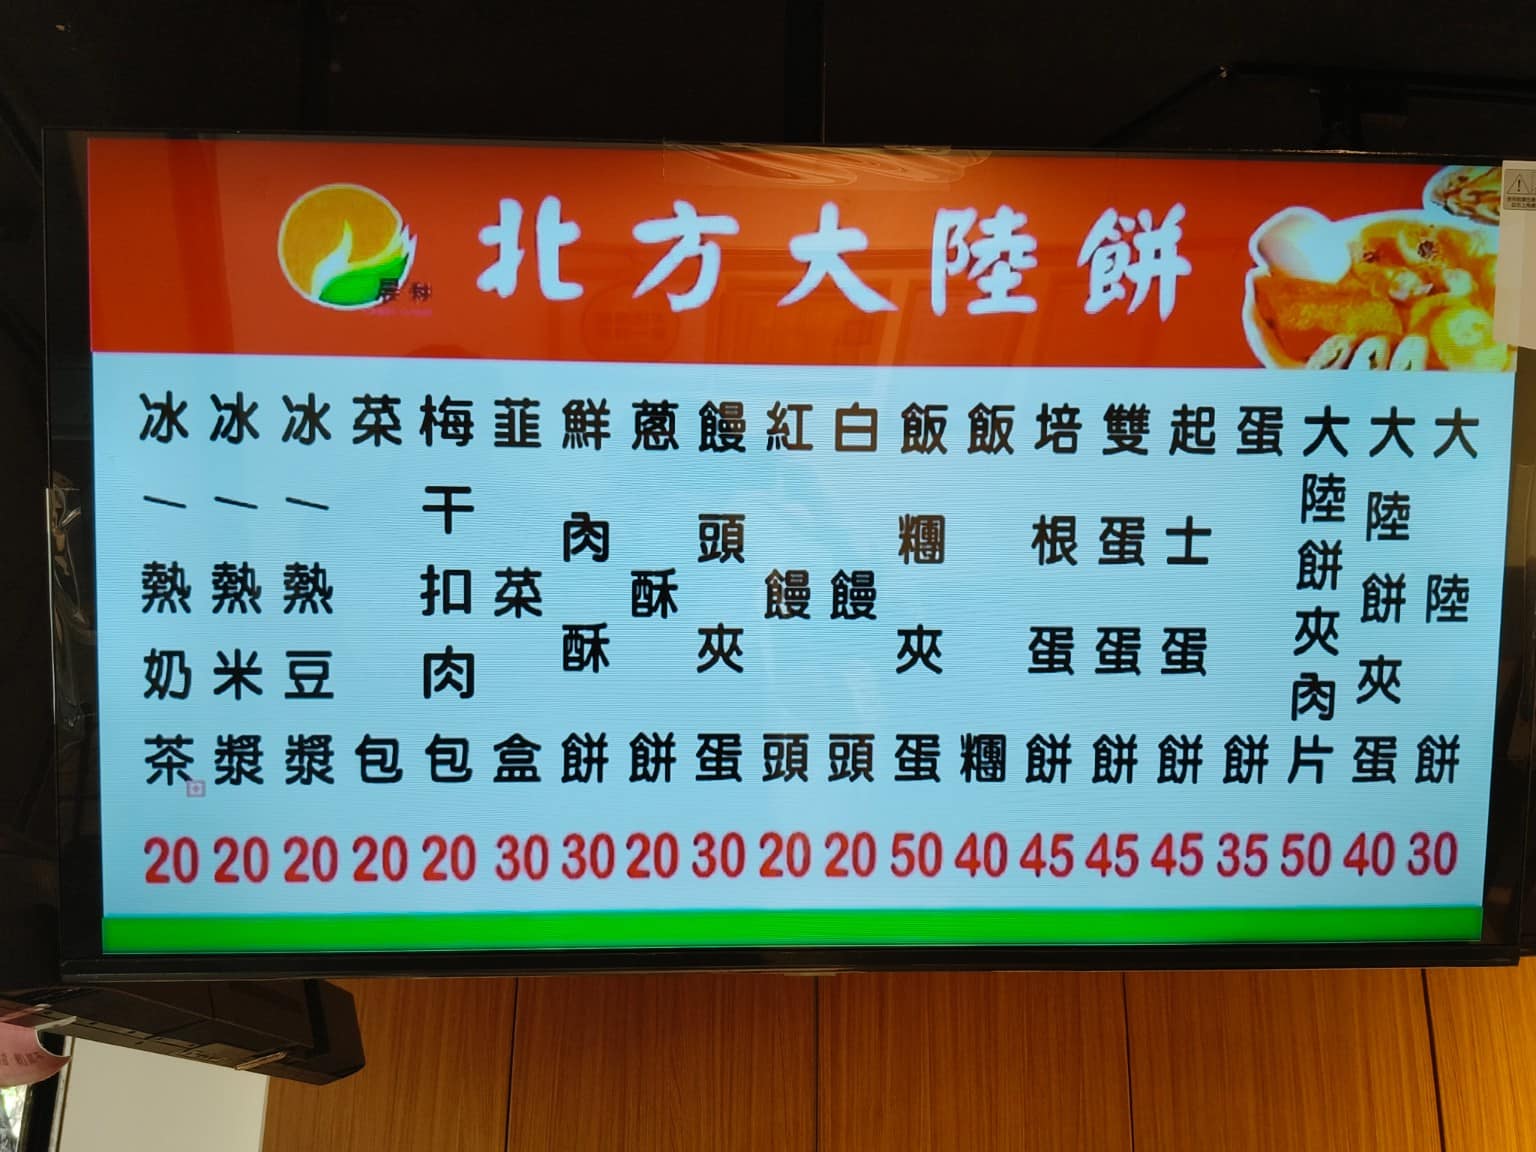 北方大陸餅
大陸餅 30
大陸餅夾蛋 40
大陸餅夾肉片 50
蛋餅 35
起士蛋餅 45
雙蛋蛋餅 45
培根蛋餅 45
飯糰 40
飯糰夾蛋 50
白饅頭 20
紅饅頭 20
饅頭夾蛋 30
蔥酥餅 20
鮮肉酥餅 30
韮菜盒 30
梅干扣肉包 20
菜包 20
冰/熱豆漿 20
冰/熱米漿 20
冰/熱奶茶 20